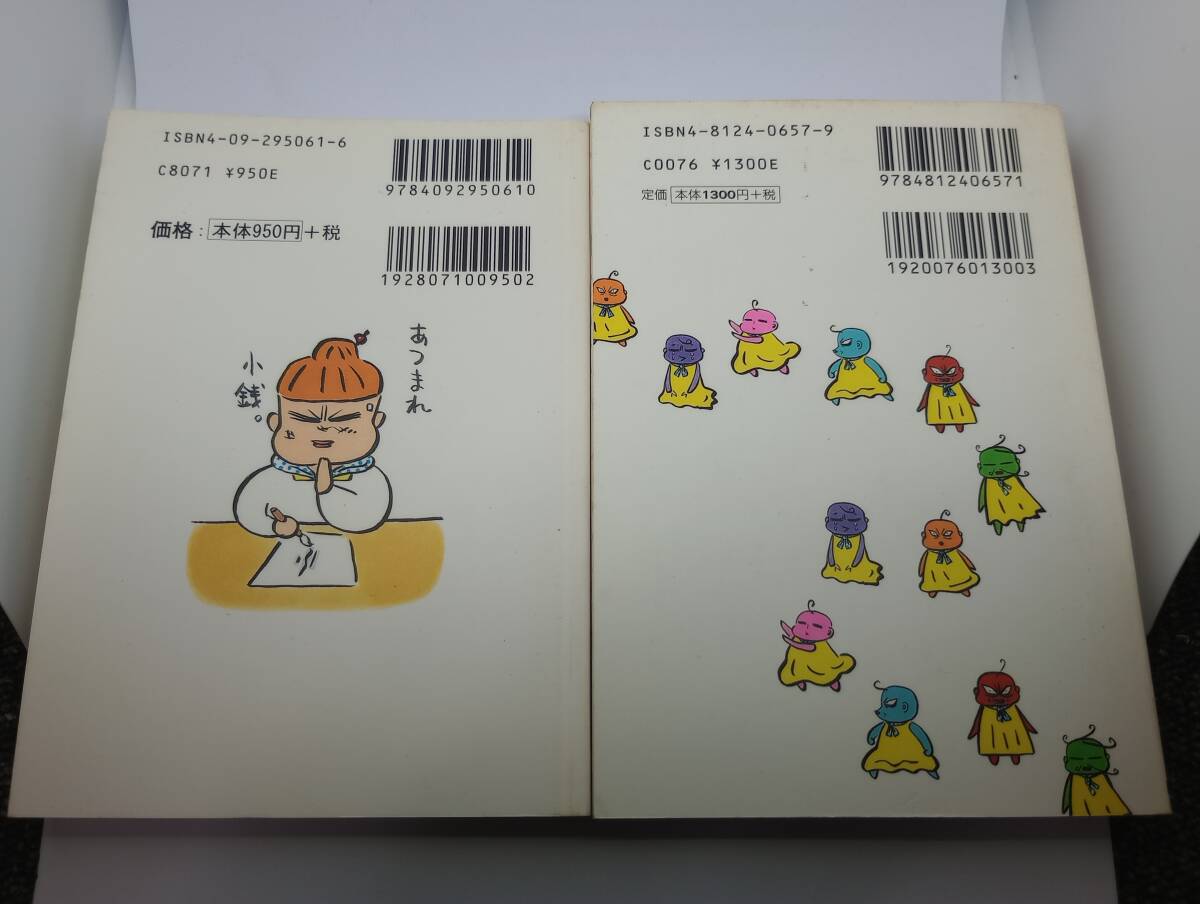 ISBN4-09-295061-6
C8071 ¥950E
9784092950610
価格:本体950円+税
1928071009502
あつまれ
小銭。
ISBN4-8124-0657-9
C0076 ¥1300E
9784812406571
定価 本体1300円+税
1920076013003